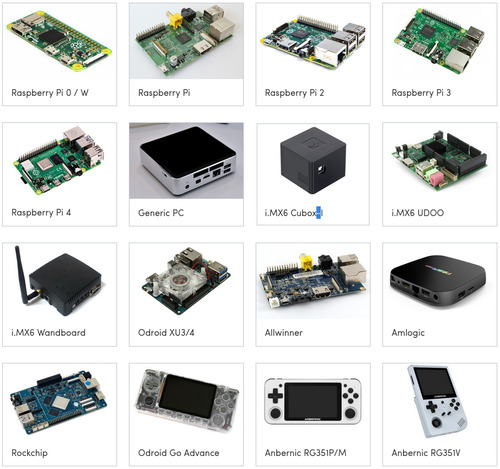 Raspberry Pi 0 / W
Raspberry Pi
Raspberry Pi 2
Raspberry Pi 3
Raspberry Pi 4
Generic PC
i.MX6 Cubox-I
i.MX6 UDOO
i.MX6 Wandboard
Odroid XU3/4
Allwinner
Amlogic
Rockchip
Odroid Go Advance
Anbernic RG351P/M
Anbernic RG351V